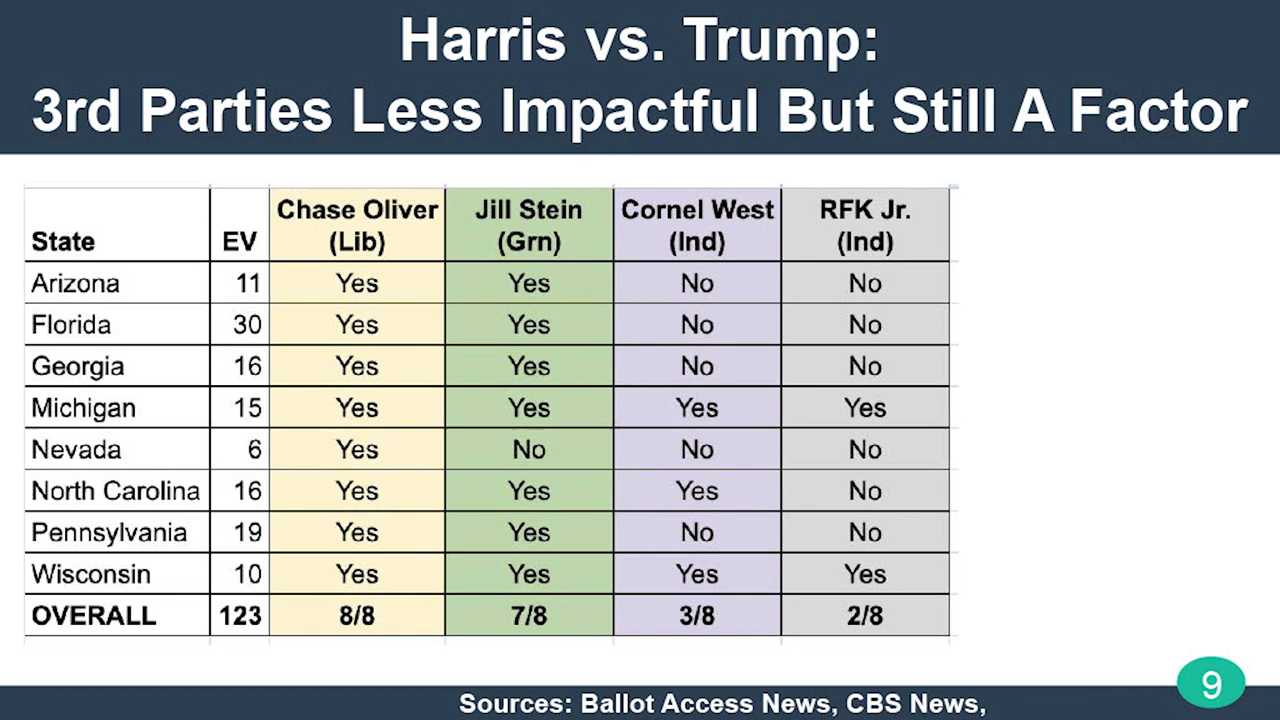 Harris vs. Trump:
3rd Parties Less Impactful But Still A Factor
State EV Chase Oliver (Lib) Jill Stein (Grn) Cornel West (Ind) RFK Jr. (Ind)
Arizona 11 Yes Yes No No
Florida 30 Yes Yes No No
Georgia 16 Yes Yes No No
Michigan 15 Yes Yes Yes Yes
Nevada 6 Yes No No No
North Carolina 16 Yes Yes Yes No
Pennsylvania 19 Yes Yes No No
Wisconsin 10 Yes Yes Yes Yes
OVERALL 123 8/8 7/8 3/8 2/8
9
Sources: Ballot Access News, CBS News,